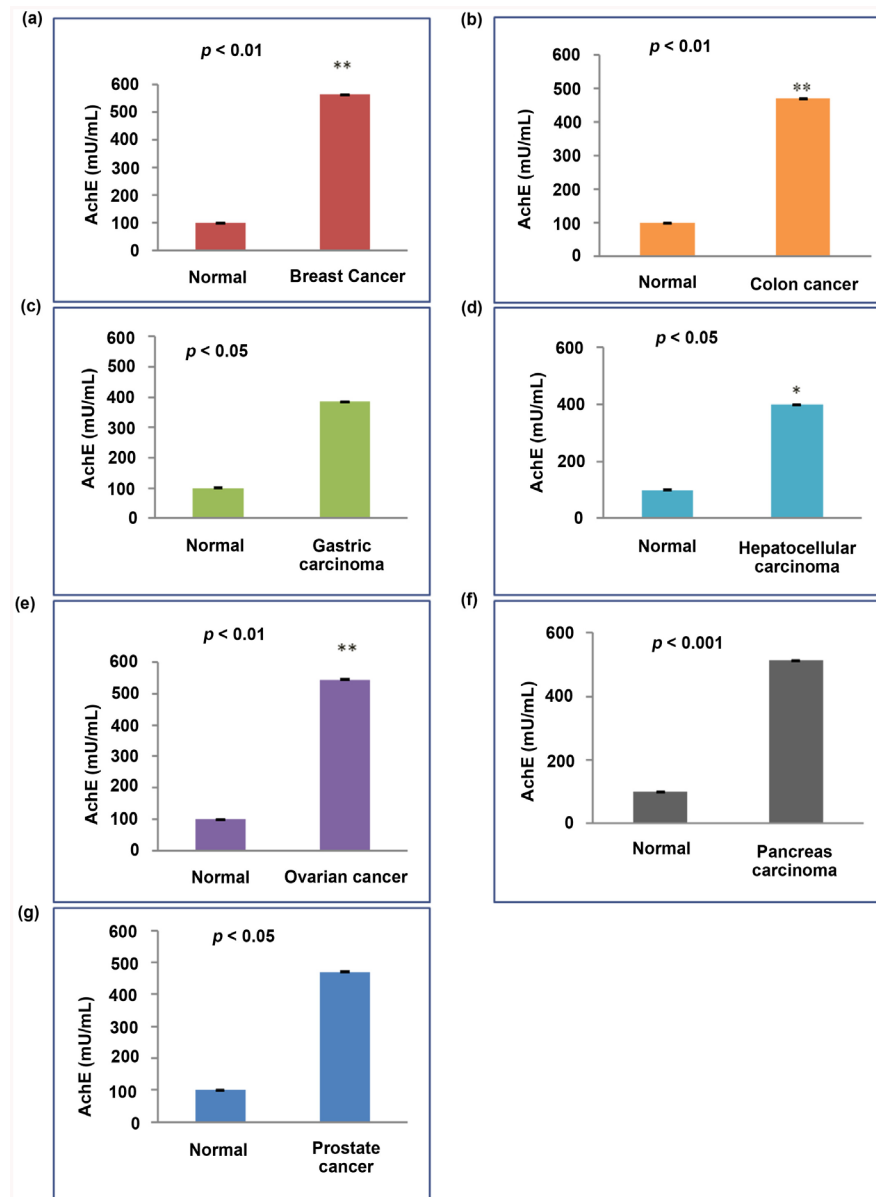 (a)
p < 0.01
**
600
500
400
300
200
100
0
AchE (mU/mL)
Normal
Breast Cancer
(b)
p < 0.01
**
600
500
400
300
200
100
0
AchE (mU/mL)
Normal
Colon cancer
(c)
p < 0.05
600
500
400
300
200
100
0
AchE (mU/mL)
Normal
Gastric
carcinoma
(d)
p < 0.05
*
600
400
200
0
AchE (mU/mL)
Normal
Hepatocellular
carcinoma
(e)
p < 0.01
**
600
500
400
300
200
100
0
AchE (mU/mL)
Normal
Ovarian cancer
(f)
p < 0.001
600
400
200
0
AchE (mU/mL)
Normal
Pancreas
carcinoma
(g)
p < 0.05
600
500
400
300
200
100
0
AchE (mU/mL)
Normal
Prostate
cancer